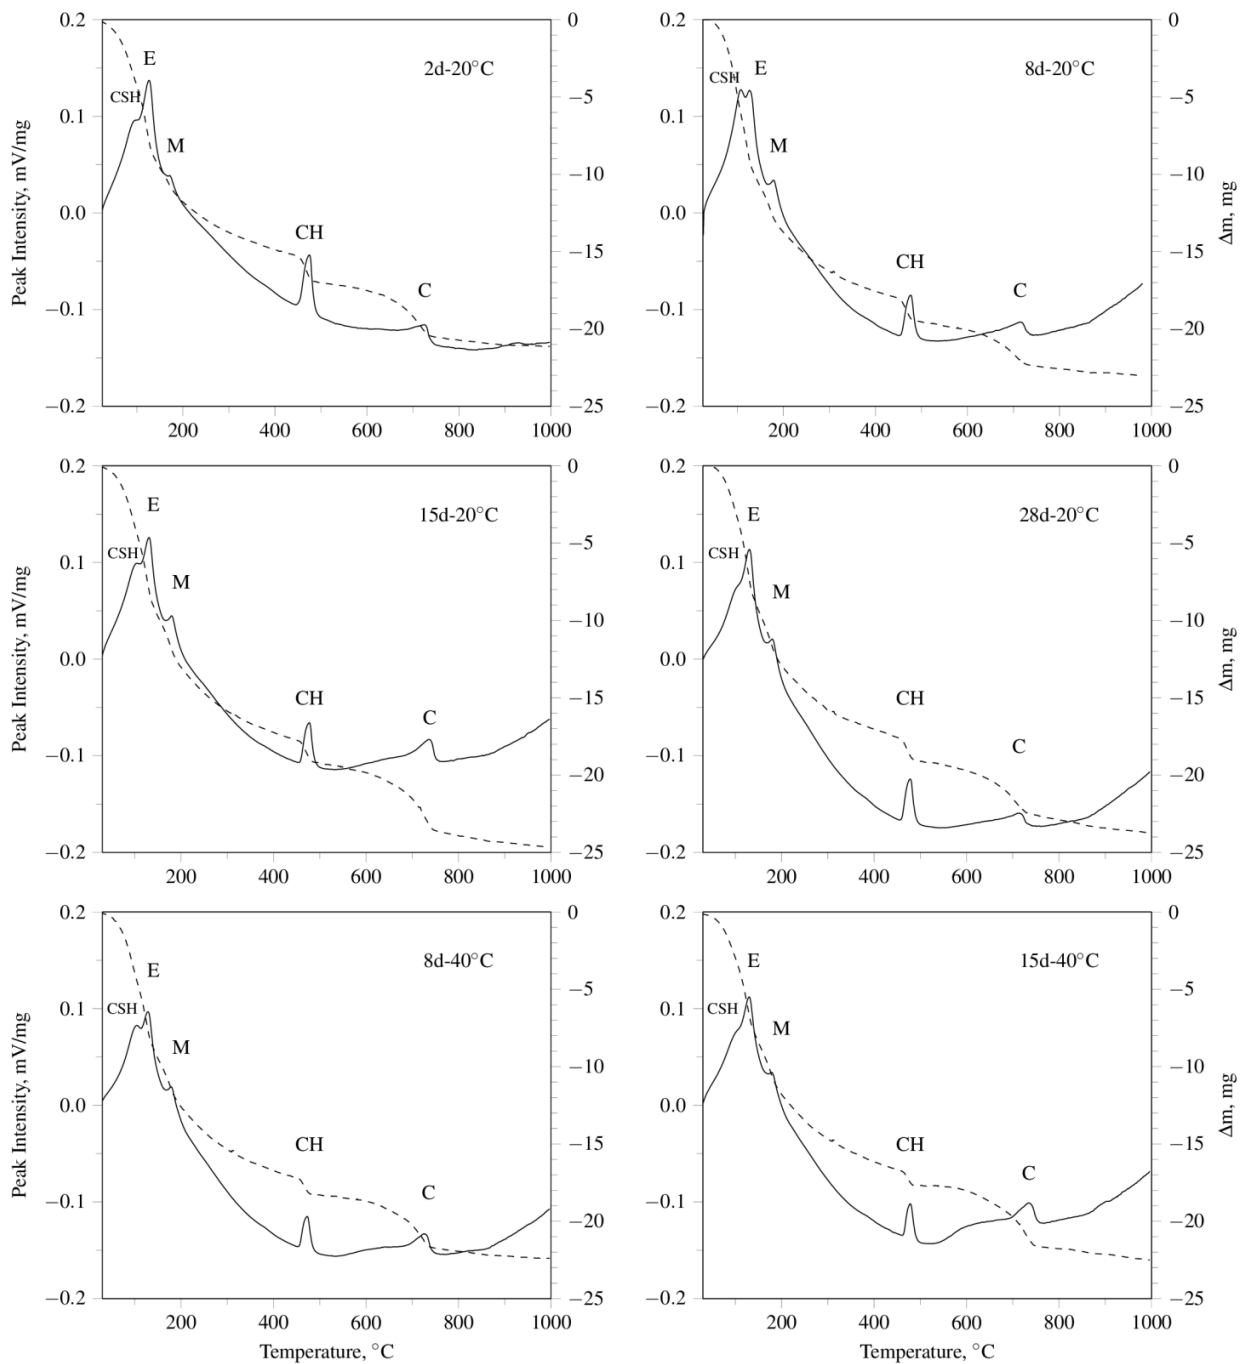 0.2 0 0.2 0
E
2d-20°C 8d-20°C
E
CSH CSH
0.1 −5 0.1 −5
M M
Peak Intensity, mV/mg
−10 −10
0.0 0.0
Δm, mg
CH
−15 −15
CH
C C
−0.1 −0.1
−20 −20
−0.2 −25 −0.2 −25
200 400 600 800 1000 200 400 600 800 1000
0.2 0 0.2 0
E
15d-20°C E 28d-20°C
CSH CSH
−5 −5
0.1 0.1
M M
Peak Intensity, mV/mg
−10 −10
0.0 0.0
Δm, mg
CH CH
−15 −15
C
C
−0.1 −0.1
−20 −20
−0.2 −25 −0.2 −25
200 400 600 800 1000 200 400 600 800 1000
0.2 0 0.2 0
E 8d-40°C E 15d-40°C
−5 −5
0.1 CSH 0.1 CSH
M
M
Peak Intensity, mV/mg
−10 −10
0.0 0.0
Δm, mg
CH CH
−15 −15
C
C
−0.1 −0.1
−20 −20
−0.2 −25 −0.2 −25
200 400 600 800 1000 200 400 600 800 1000
Temperature, °C Temperature, °C